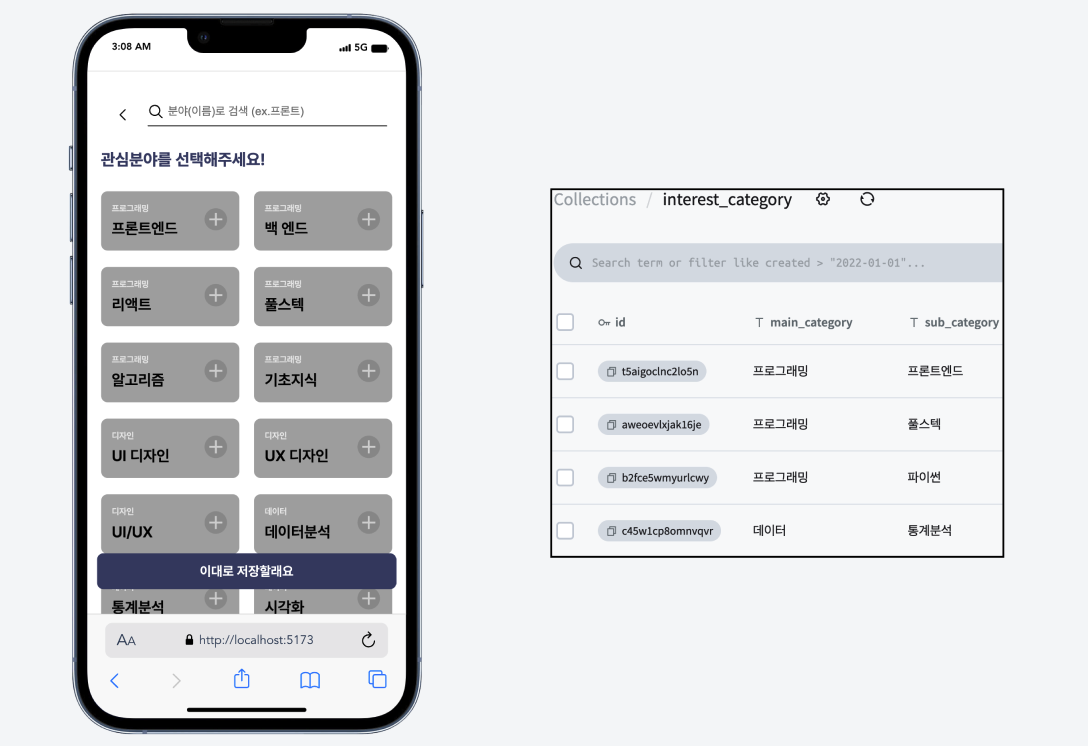 3:08 AM
5G
분야(이름)로 검색 (ex.프론트)
관심분야를 선택해주세요!
프로그래밍
프론트엔드
프로그래밍
백 엔드
프로그래밍
리액트
프로그래밍
풀스텍
프로그래밍
알고리즘
프로그래밍
기초지식
디자인
UI 디자인
디자인
UX 디자인
디자인
UI/UX
데이터
데이터분석
이대로 저장할래요
통계분석
시각화
AA
http://localhost:5173
Collections / interest_category
Search term or filter like created > "2022-01-01"...
id main_category sub_category
t5aigoclnc2lo5n 프로그래밍 프론트엔드
aweoevlxjak16je 프로그래밍 풀스텍
b2fce5wmyurlcwy 프로그래밍 파이썬
c45w1cp8omnvqvr 데이터 통계분석